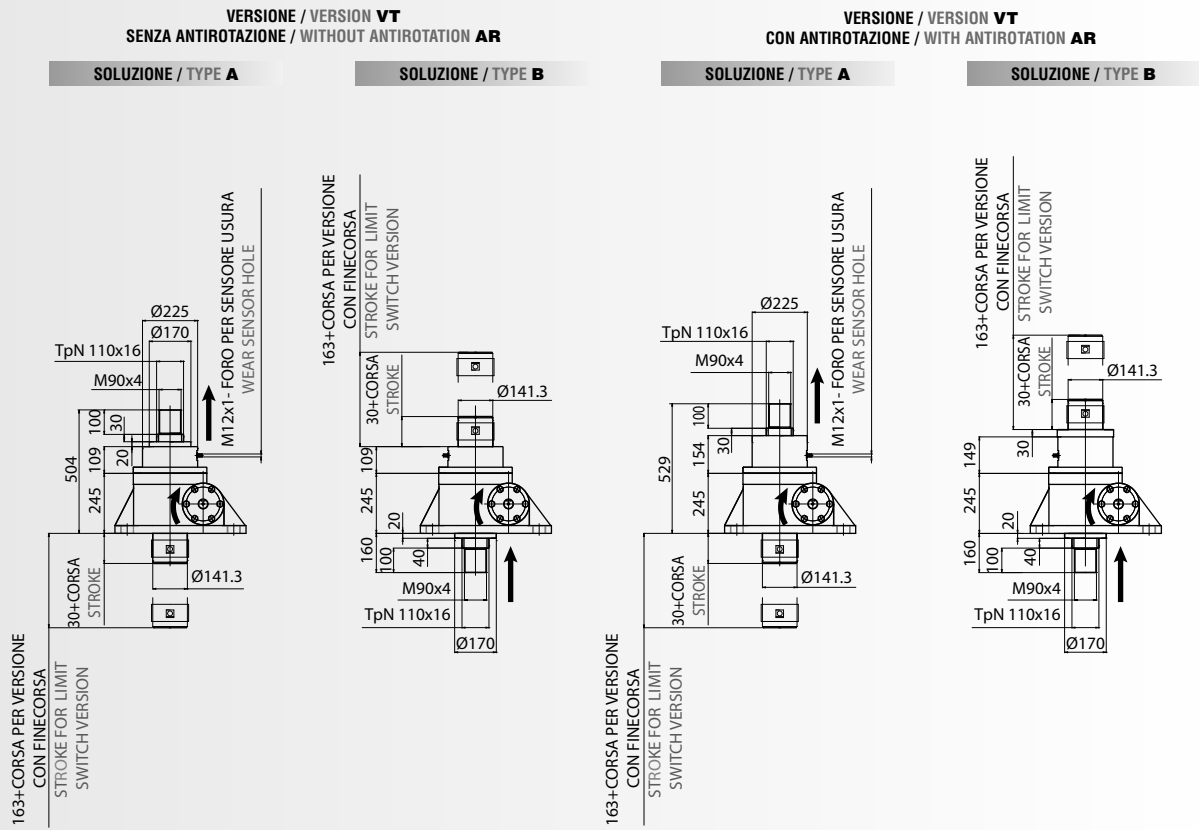 VERSIONE / VERSION VT
SENZA ANTIROTAZIONE / WITHOUT ANTIROTATION AR
SOLUZIONE / TYPE A
M12x1- FORO PER SENSORE USURA
WEAR SENSOR HOLE
Ø225
Ø170
TpN 110x16
M90x4
100
30
504
109
20
245
30+CORSA
STROKE
Ø141.3
163+CORSA PER VERSIONE
CON FINECORSA
STROKE FOR LIMIT
SWITCH VERSION
SOLUZIONE / TYPE B
163+CORSA PER VERSIONE
CON FINECORSA
STROKE FOR LIMIT
SWITCH VERSION
30+CORSA
STROKE
Ø141.3
109
245
20
160
100
40
M90x4
TpN 110x16
Ø170
VERSIONE / VERSION VT
CON ANTIROTAZIONE / WITH ANTIROTATION AR
SOLUZIONE / TYPE A
M12x1- FORO PER SENSORE USURA
WEAR SENSOR HOLE
Ø225
TpN 110x16
M90x4
100
30
529
154
245
30+CORSA
STROKE
Ø141.3
163+CORSA PER VERSIONE
CON FINECORSA
STROKE FOR LIMIT
SWITCH VERSION
SOLUZIONE / TYPE B
163+CORSA PER VERSIONE
CON FINECORSA
STROKE FOR LIMIT
SWITCH VERSION
30+CORSA
STROKE
Ø141.3
30
149
245
20
160
100
40
M90x4
TpN 110x16
Ø170